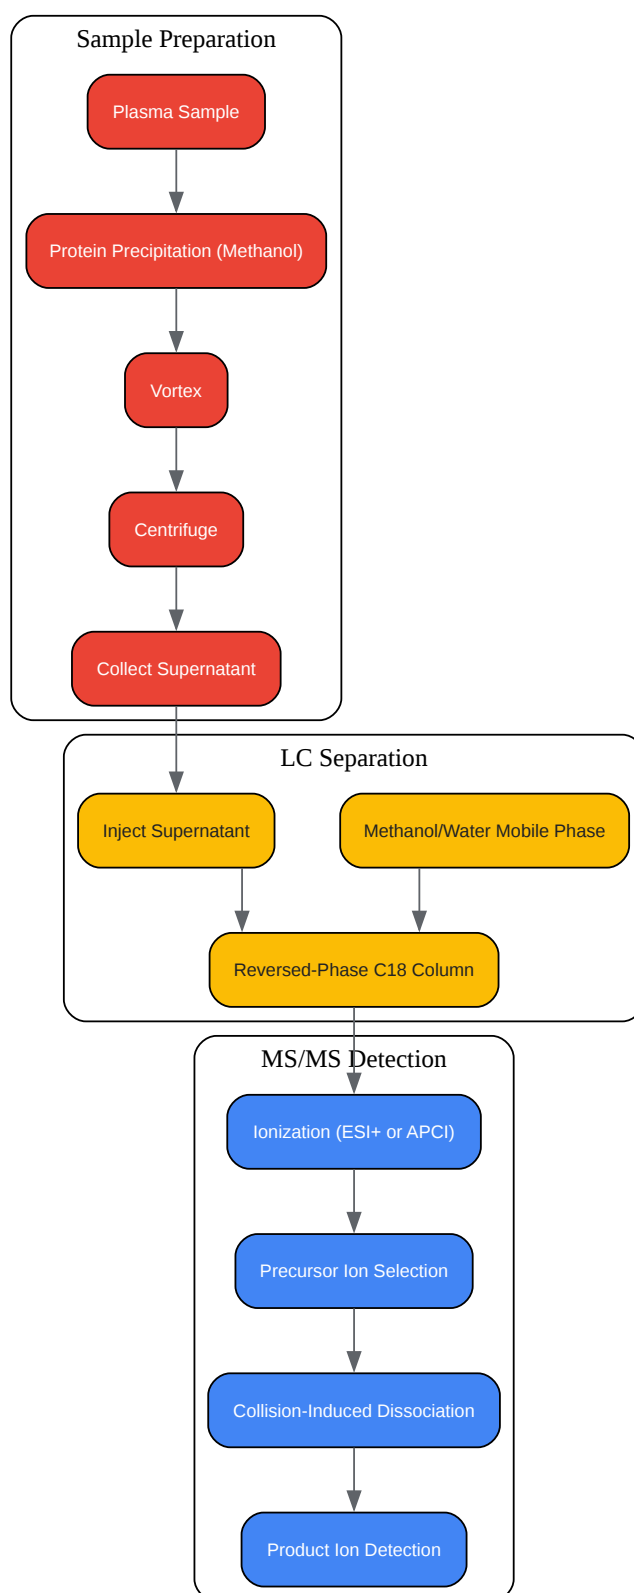 Sample Preparation
Plasma Sample
Protein Precipitation (Methanol)
Vortex
Centrifuge
Collect Supernatant
LC Separation
Inject Supernatant
Methanol/Water Mobile Phase
Reversed-Phase C18 Column
MS/MS Detection
Ionization (ESI+ or APCI)
Precursor Ion Selection
Collision-Induced Dissociation
Product Ion Detection